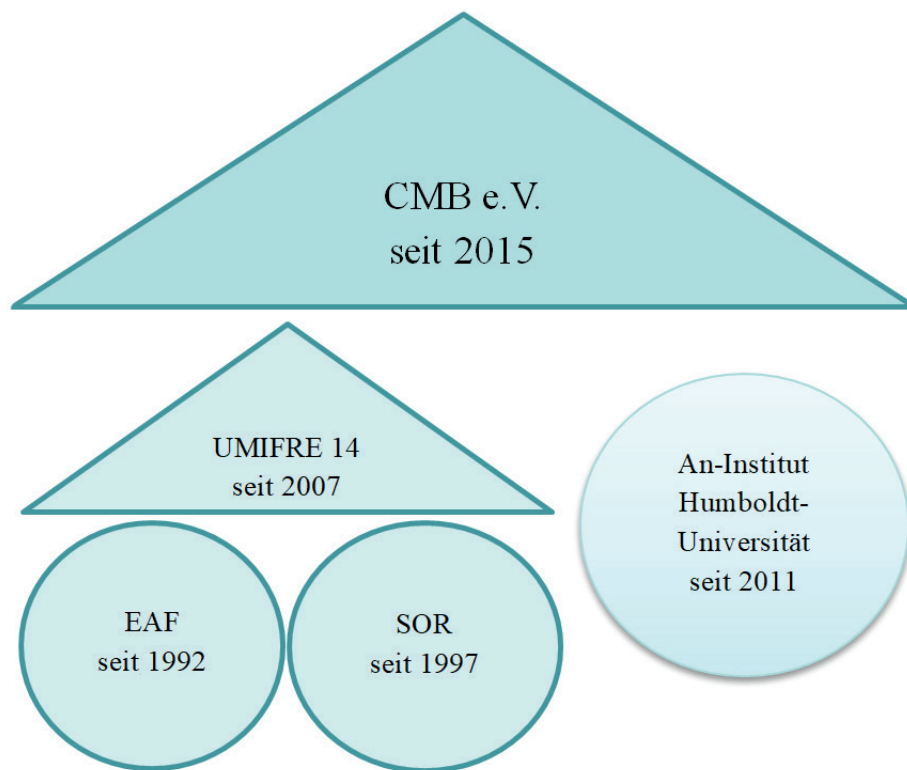 CMB e.V.
seit 2015
UMIFRE 14
seit 2007
An-Institut
Humboldt-
Universität
seit 2011
EAF
seit 1992
SOR
seit 1997